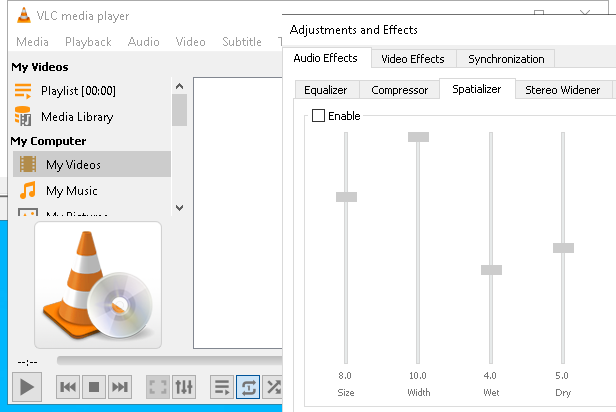 VLC media player
Media Playback Audio Video Subtitle
My Videos
Playlist [00:00]
Media Library
My Computer
My Videos
My Music
My Pictures
--:--
Adjustments and Effects
Audio Effects Video Effects Synchronization
Equalizer Compressor Spatializer Stereo Widener
Enable
8.0 10.0 4.0 5.0
Size Width Wet Dry